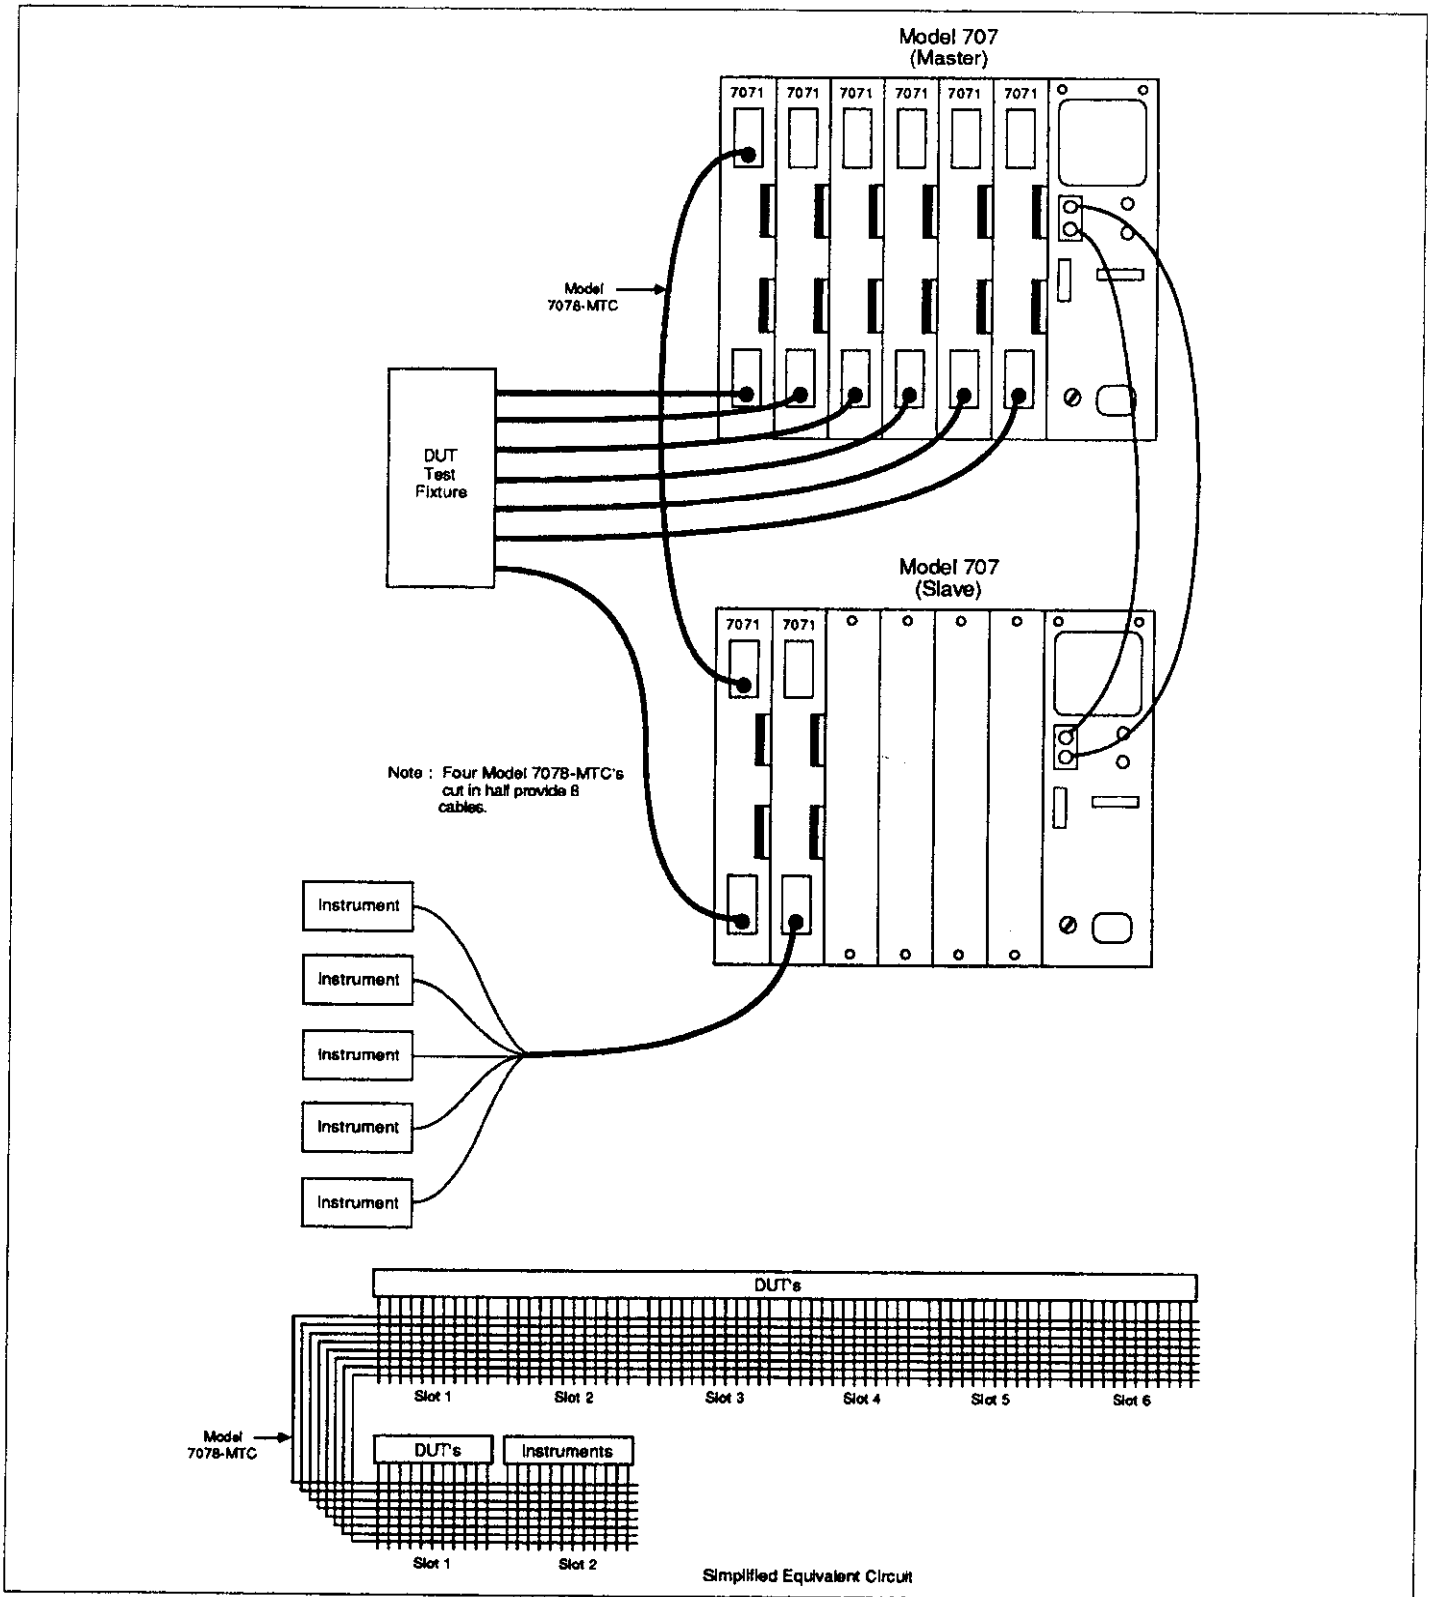 Model 707
(Master)
7071 7071 7071 7071 7071 7071
Model
7078-MTC
DUT
Test
Fixture
Model 707
(Slave)
7071 7071
Note : Four Model 7078-MTC's
cut in half provide 8
cables.
Instrument
Instrument
Instrument
Instrument
Instrument
DUT's
Slot 1 Slot 2 Slot 3 Slot 4 Slot 5 Slot 6
Model
7078-MTC
DUT's Instruments
Slot 1 Slot 2
Simplified Equivalent Circuit